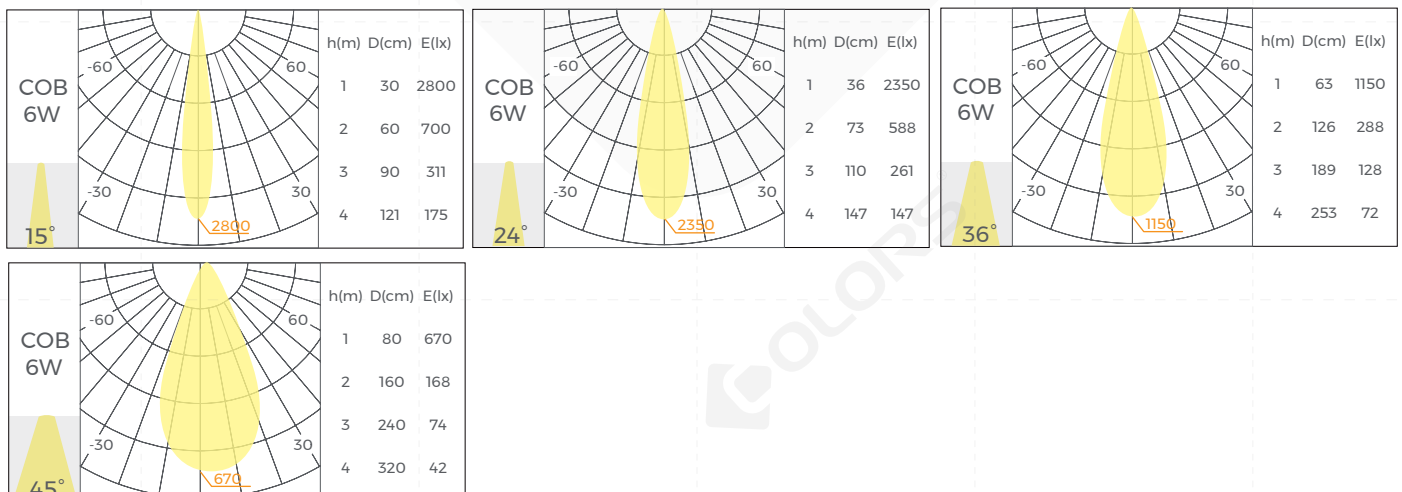 h(m) D(cm) E(lx)
-60 60
COB
6W
1 30 2800
2 60 700
3 90 311
-30 30
4 121 175
2800
15°
h(m) D(cm) E(lx)
-60 60
COB
6W
1 36 2350
2 73 588
3 110 261
-30 30
4 147 147
2350
24°
h(m) D(cm) E(lx)
-60 60
COB
6W
1 63 1150
2 126 288
3 189 128
-30 30
4 253 72
1150
36°
h(m) D(cm) E(lx)
-60 60
COB
6W
1 80 670
2 160 168
3 240 74
-30 30
4 320 42
670
45°
COLORS